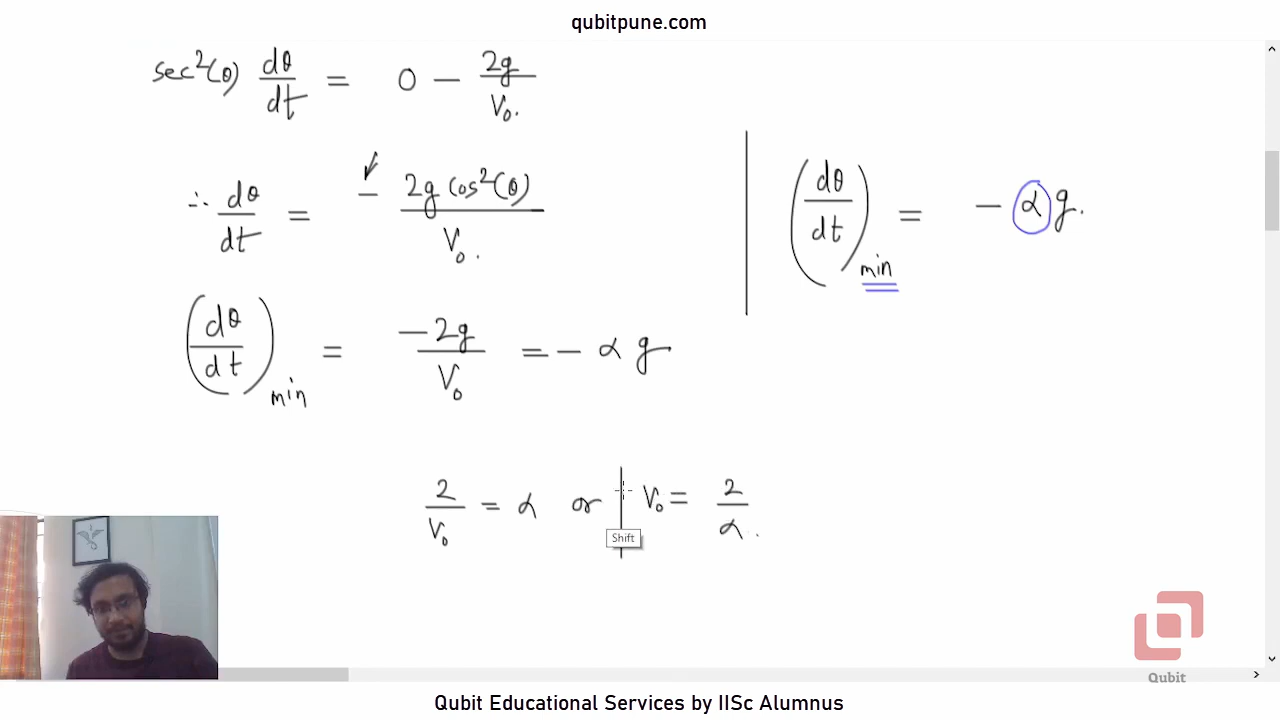 qubitpune.com
sec²(θ) dθ/dt = 0 - 2g/V₀.
∴ dθ/dt = - 2g cos²(θ)/V₀.
(dθ/dt)min = - α g.
(dθ/dt)min = -2g/V₀ = - α g
2/V₀ = α or V₀ = 2/α.
Shift
Qubit
Qubit Educational Services by IISc Alumnus